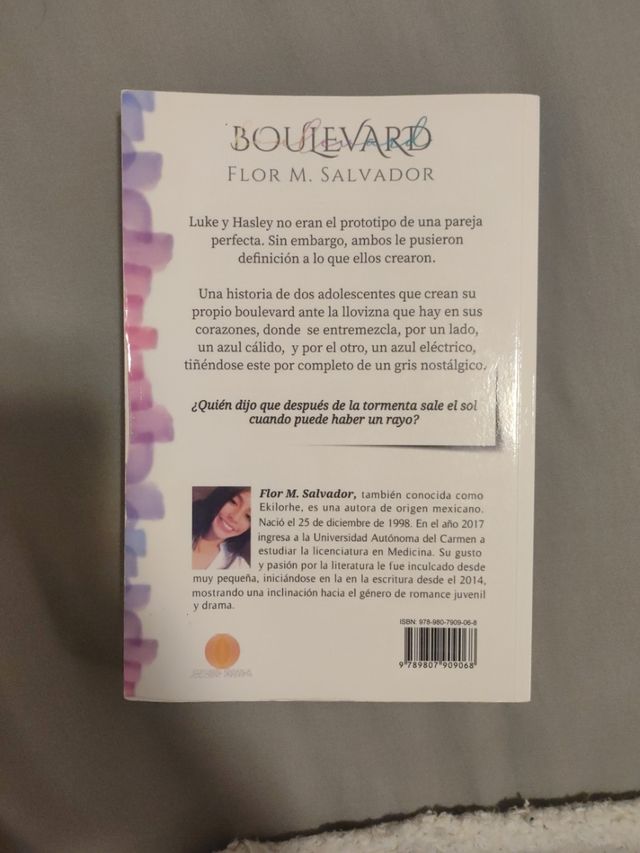 BOULEVARD
FLOR M. SALVADOR
Luke y Hasley no eran el prototipo de una pareja
perfecta. Sin embargo, ambos le pusieron
definición a lo que ellos crearon.
Una historia de dos adolescentes que crean su
propio boulevard ante la llovizna que hay en sus
corazones, donde se entremezcla, por un lado,
un azul cálido, y por el otro, un azul eléctrico,
tiñéndose este por completo de un gris nostálgico.
¿Quién dijo que después de la tormenta sale el sol
cuando puede haber un rayo?
Flor M. Salvador, también conocida como
Ekilorhe, es una autora de origen mexicano.
Nació el 25 de diciembre de 1998. En el año 2017
ingresa a la Universidad Autónoma del Carmen a
estudiar la licenciatura en Medicina. Su gusto
y pasión por la literatura le fue inculcado desde
muy pequeña, iniciándose en la en la escritura desde el 2014,
mostrando una inclinación hacia el género de romance juvenil
y drama.
ISBN: 978-980-7909-06-8
9 789807 909068